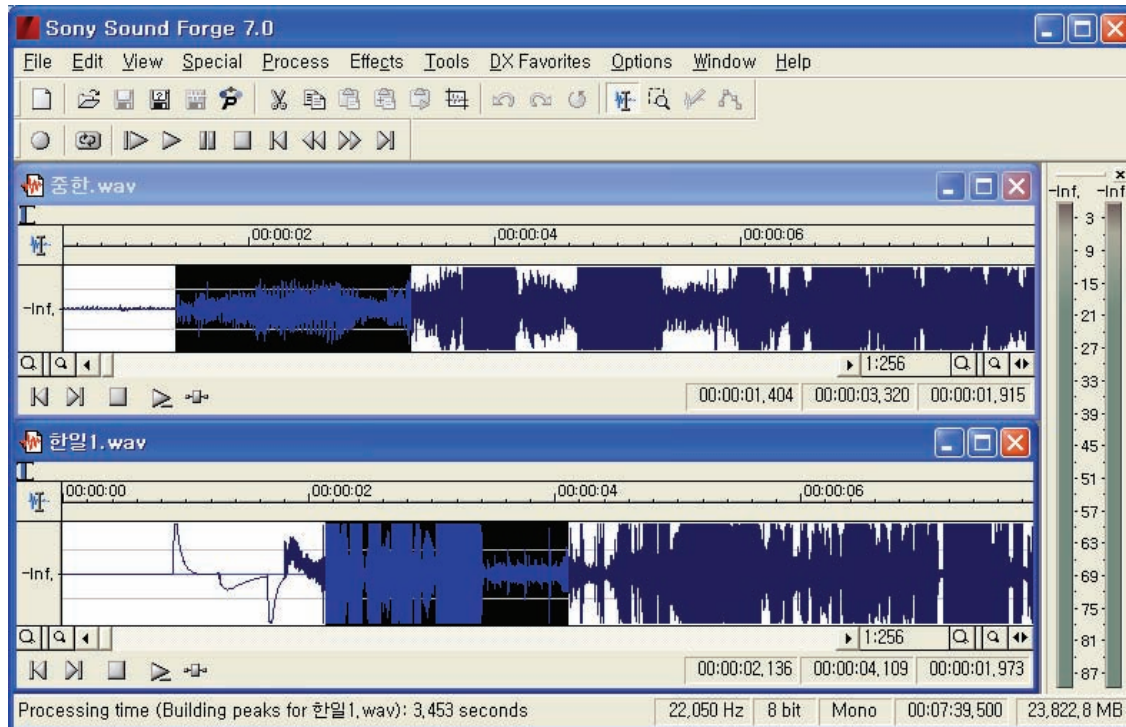 Sony Sound Forge 7.0
File Edit View Special Process Effects Tools DX Favorites Options Window Help
중한.wav
00:00:02 00:00:04 00:00:06
-Inf.
1:256
00:00:01,404 00:00:03,320 00:00:01,915
한일1.wav
00:00:00 00:00:02 00:00:04 00:00:06
-Inf.
1:256
00:00:02,136 00:00:04,109 00:00:01,973
-Inf. -Inf.
3
9
-15-
-21-
-27-
-33-
-39-
-45-
-51-
-57-
-63-
-69-
-75-
-81-
-87-
Processing time (Building peaks for 한일1.wav): 3,453 seconds 22,050 Hz 8 bit Mono 00:07:39,500 23,822,8 MB